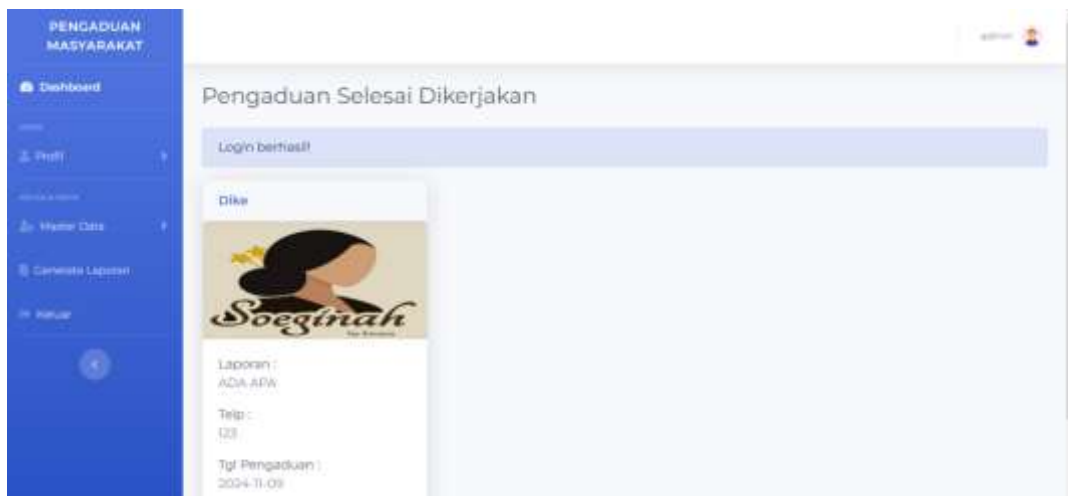 PENGADUAN
MASYARAKAT
admin
Dashboard
Pengaduan Selesai Dikerjakan
Login berhasil!
Profil
Dike
Master Data
Generate Laporan
Soeginah
Keluar
Laporan :
ADA APA
Telp :
123
Tgl Pengaduan :
2024-11-09